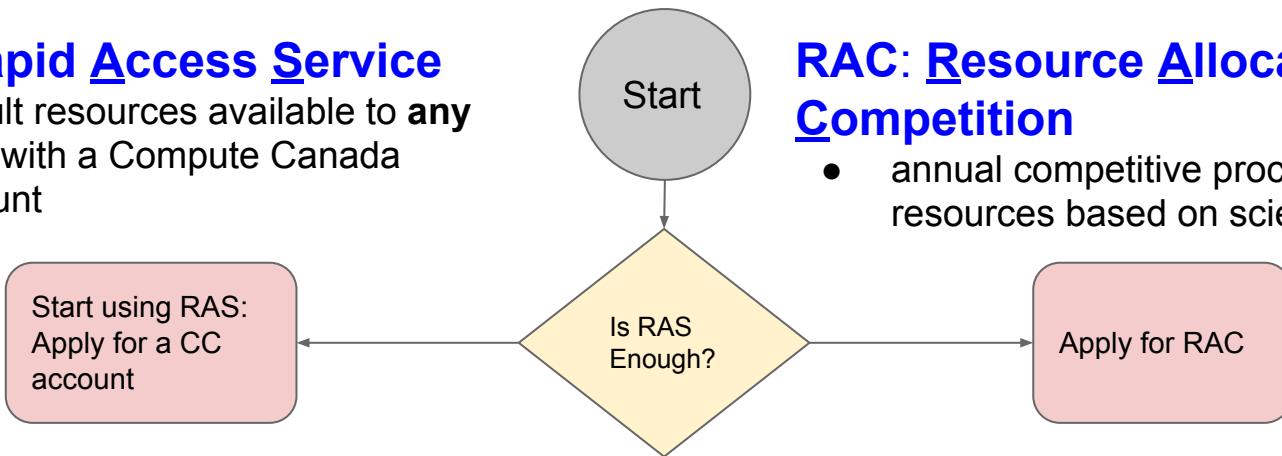 apid Access Service
ult resources available to any
with a Compute Canada
unt
Start
RAC: Resource Alloca
Competition
● annual competitive proc
resources based on scie
Start using RAS:
Apply for a CC
account
Is RAS
Enough?
Apply for RAC